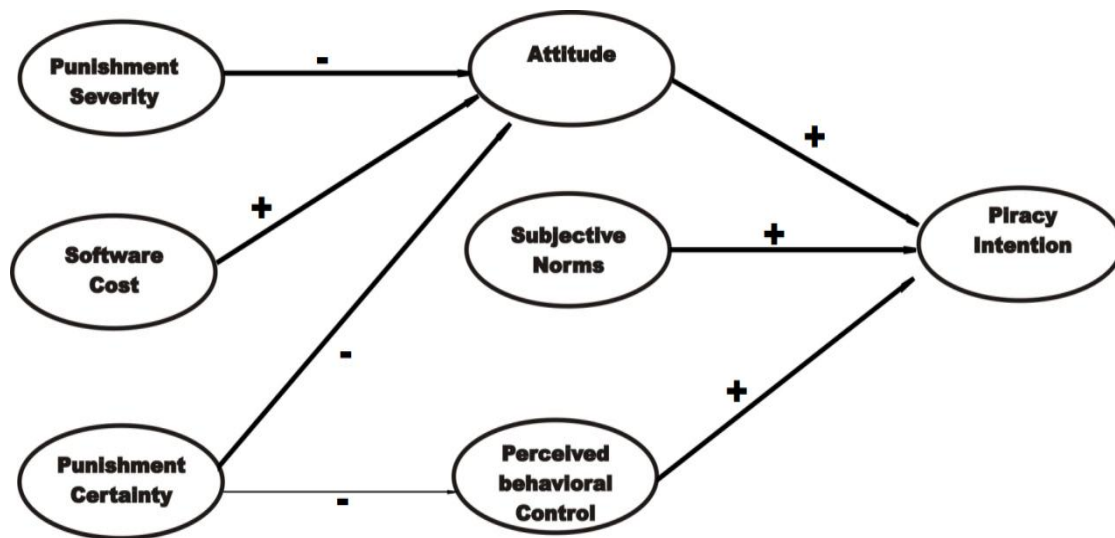 Punishment
Severity
-
Attitude
+
Software
Cost
+
Subjective
Norms
+
Piracy
Intention
-
Punishment
Certainty
-
Perceived
behavioral
Control
+